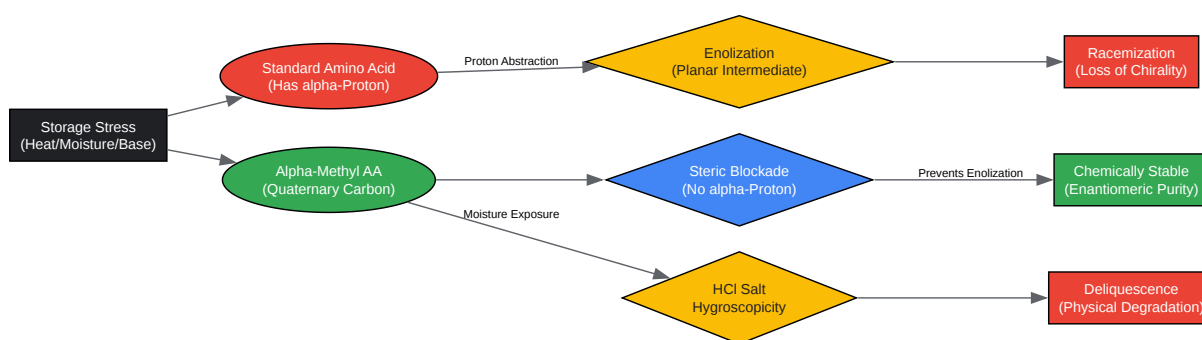 Storage Stress
(Heat/Moisture/Base)
Standard Amino Acid
(Has alpha-Proton)
Proton Abstraction
Enolization
(Planar Intermediate)
Racemization
(Loss of Chirality)
Alpha-Methyl AA
(Quaternary Carbon)
Steric Blockade
(No alpha-Proton)
Prevents Enolization
Chemically Stable
(Enantiomeric Purity)
Moisture Exposure
HCl Salt
Hygroscopicity
Deliquescence
(Physical Degradation)